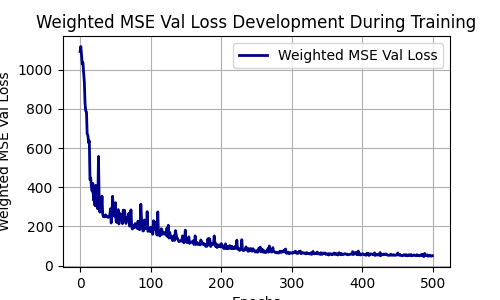 Weighted MSE Val Loss Development During Training
Weighted MSE Val Loss
Weighted MSE Val Loss
1000
800
600
400
200
0
0 100 200 300 400 500
Epochs